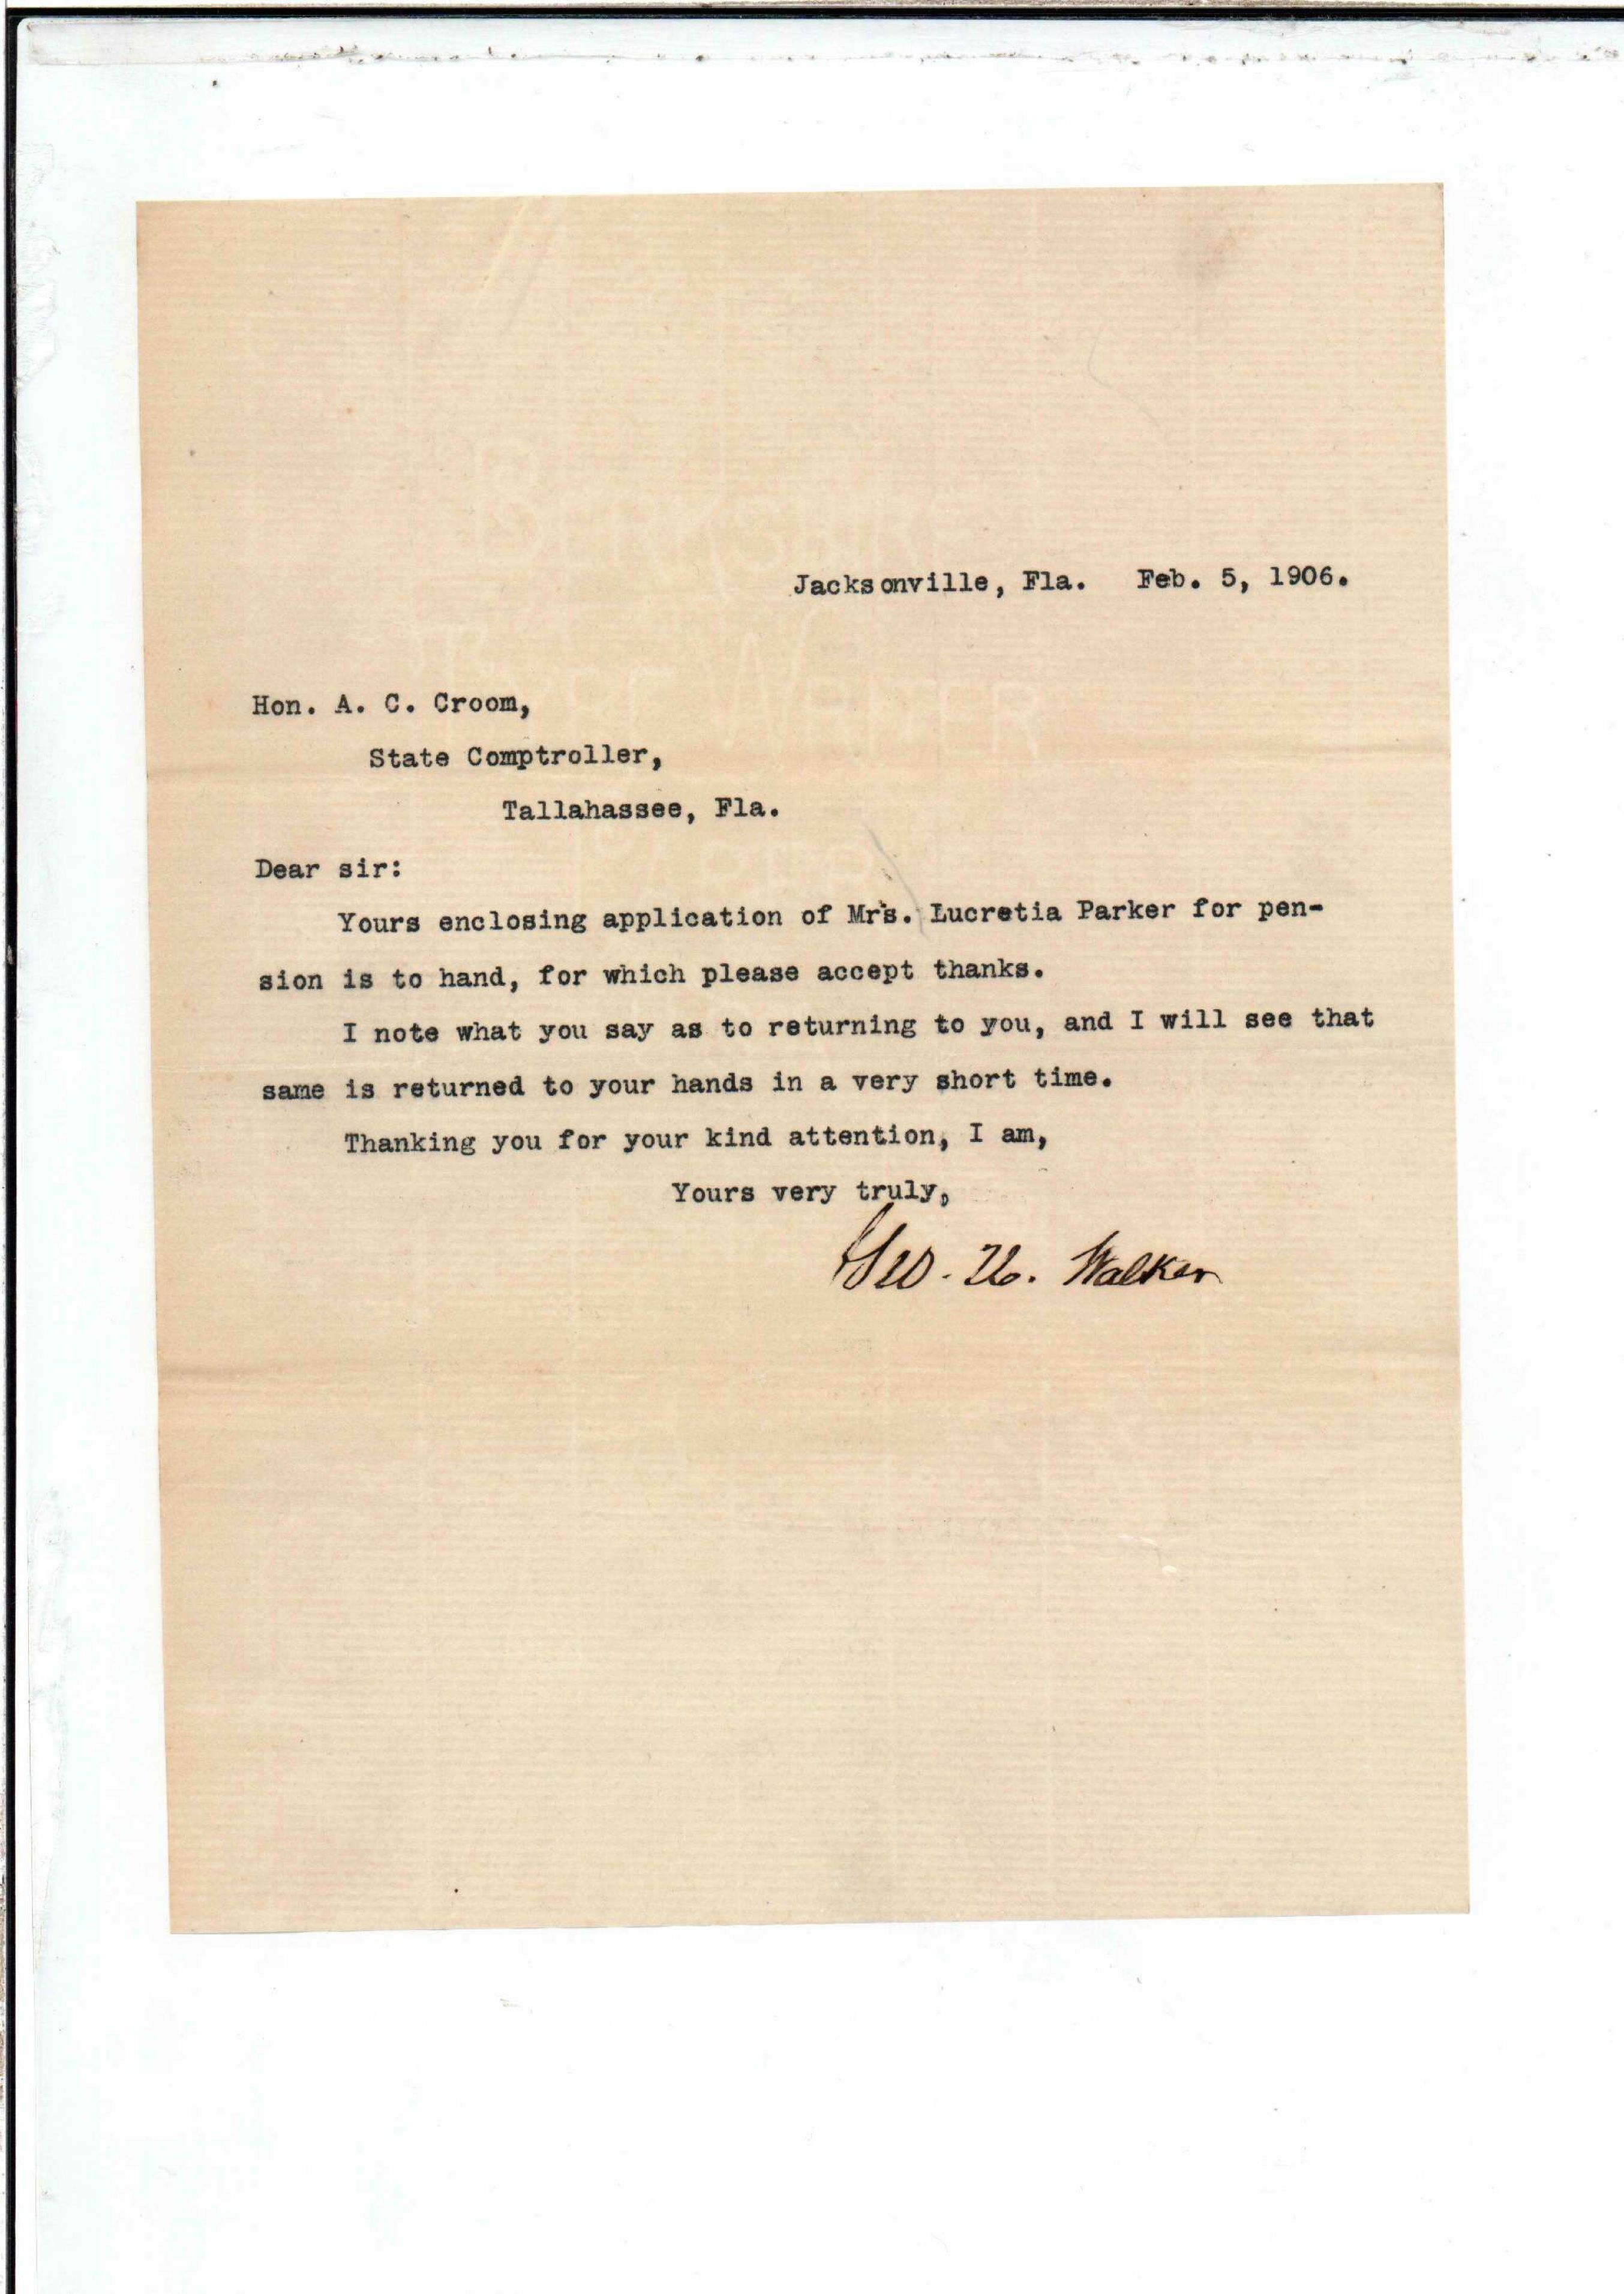 Jacksonville, Fla. Feb. 5, 1906.
Hon. A. C. Croom,
State Comptroller,
Tallahassee, Fla.
Dear sir:
Yours enclosing application of Mrs. Lucretia Parker for pen-
sion is to hand, for which please accept thanks.
I note what you say as to returning to you, and I will see that
same is returned to your hands in a very short time.
Thanking you for your kind attention, I am,
Yours very truly,
Geo. U. Walker